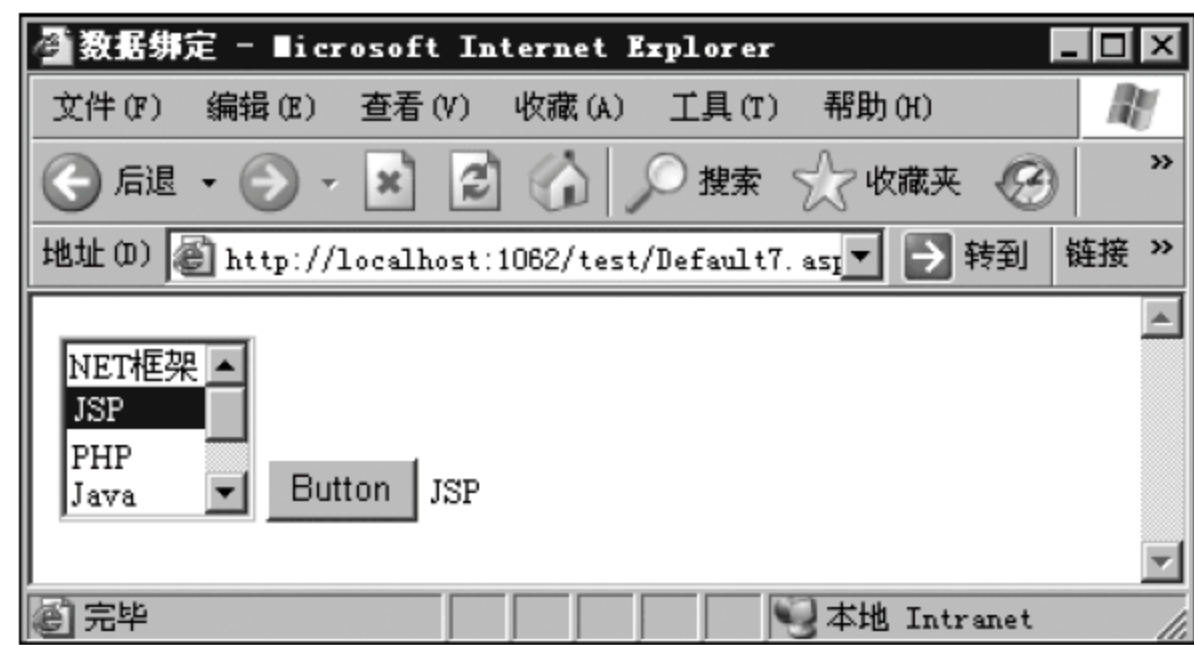 数据绑定 - Microsoft Internet Explorer
文件(F) 编辑(E) 查看(V) 收藏(A) 工具(T) 帮助(H)
后退 搜索 收藏夹 »
地址(D) http://localhost:1062/test/Default7.asp 转到 链接 »
NET框架
JSP
PHP
Java Button JSP
完毕 本地 Intranet